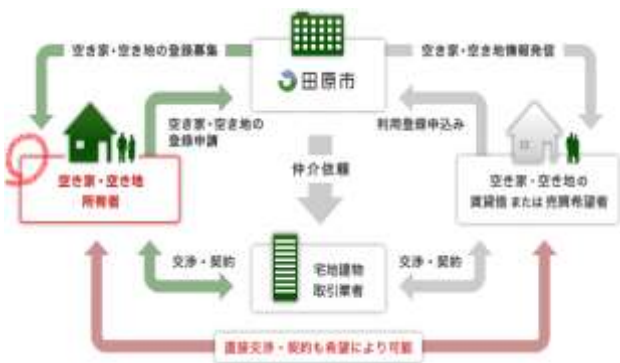 空き家・空き地の登録募集
空き家・空き地情報発信
田原市
空き家・空き地の
登録申請
利用登録申込み
仲介依頼
空き家・空き地
所有者
空き家・空き地の
賃貸借 または 売買希望者
交渉・契約
宅地建物
取引業者
交渉・契約
直接交渉・契約も希望により可能